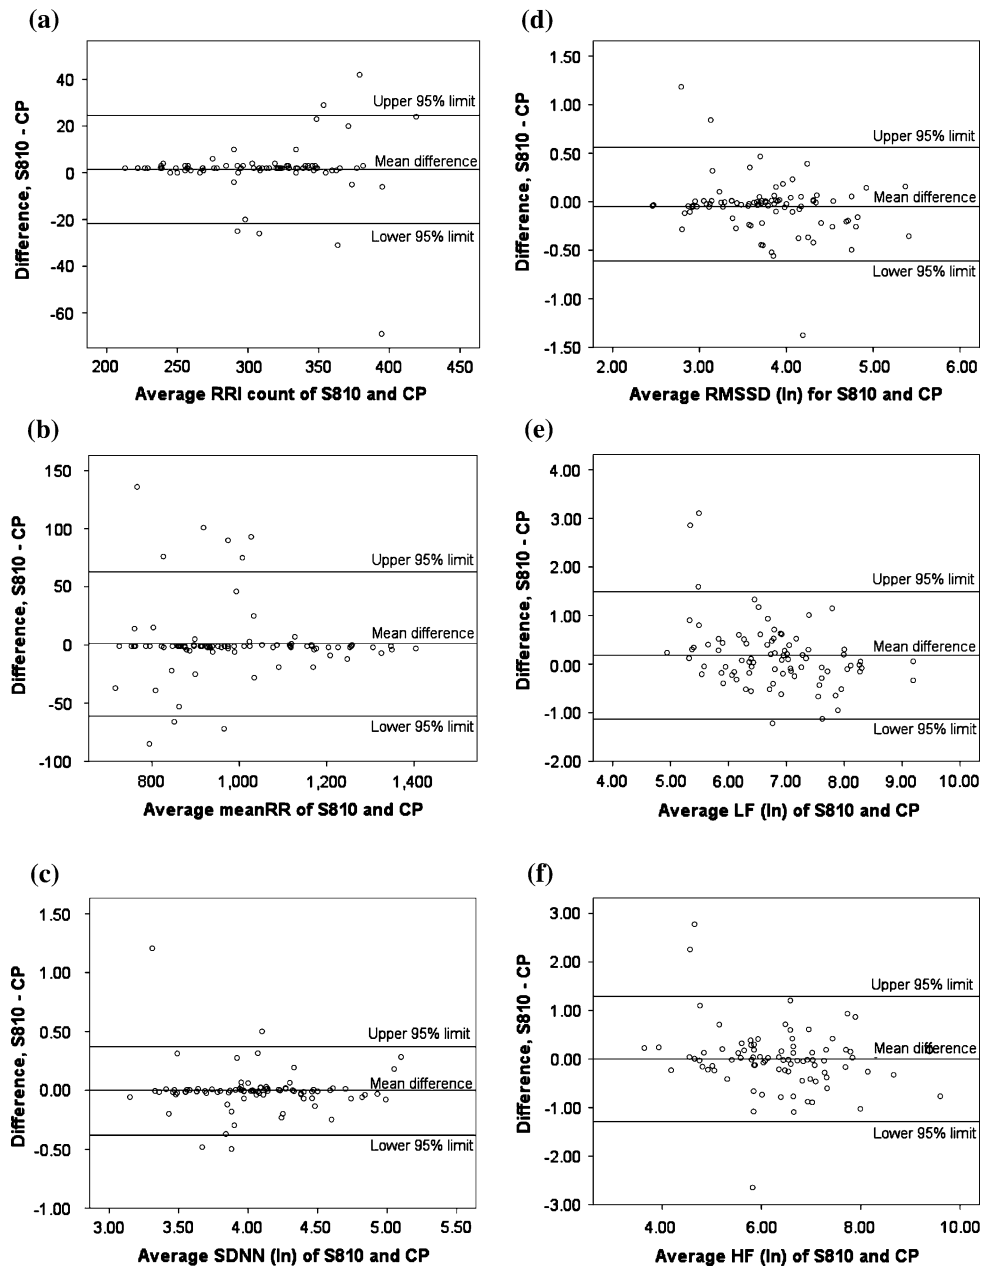 (a)
Difference, S810 - CP
40
20
0
-20
-40
-60
Upper 95% limit
Mean difference
Lower 95% limit
200 250 300 350 400 450
Average RRI count of S810 and CP
(d)
Difference, S810 - CP
1.50
1.00
0.50
0.00
-0.50
-1.00
-1.50
Upper 95% limit
Mean difference
Lower 95% limit
2.00 3.00 4.00 5.00 6.00
Average RMSSD (ln) for S810 and CP
(b)
Difference, S810 - CP
150
100
50
0
-50
-100
Upper 95% limit
Mean difference
Lower 95% limit
800 1,000 1,200 1,400
Average meanRR of S810 and CP
(e)
Difference, S810 - CP
4.00
3.00
2.00
1.00
0.00
-1.00
-2.00
Upper 95% limit
Mean difference
Lower 95% limit
4.00 5.00 6.00 7.00 8.00 9.00 10.00
Average LF (ln) of S810 and CP
(c)
Difference, S810 - CP
1.50
1.00
0.50
0.00
-0.50
-1.00
Upper 95% limit
Mean difference
Lower 95% limit
3.00 3.50 4.00 4.50 5.00 5.50
Average SDNN (ln) of S810 and CP
(f)
Difference, S810 - CP
3.00
2.00
1.00
0.00
-1.00
-2.00
-3.00
Upper 95% limit
Mean difference
Lower 95% limit
4.00 6.00 8.00 10.00
Average HF (ln) of S810 and CP